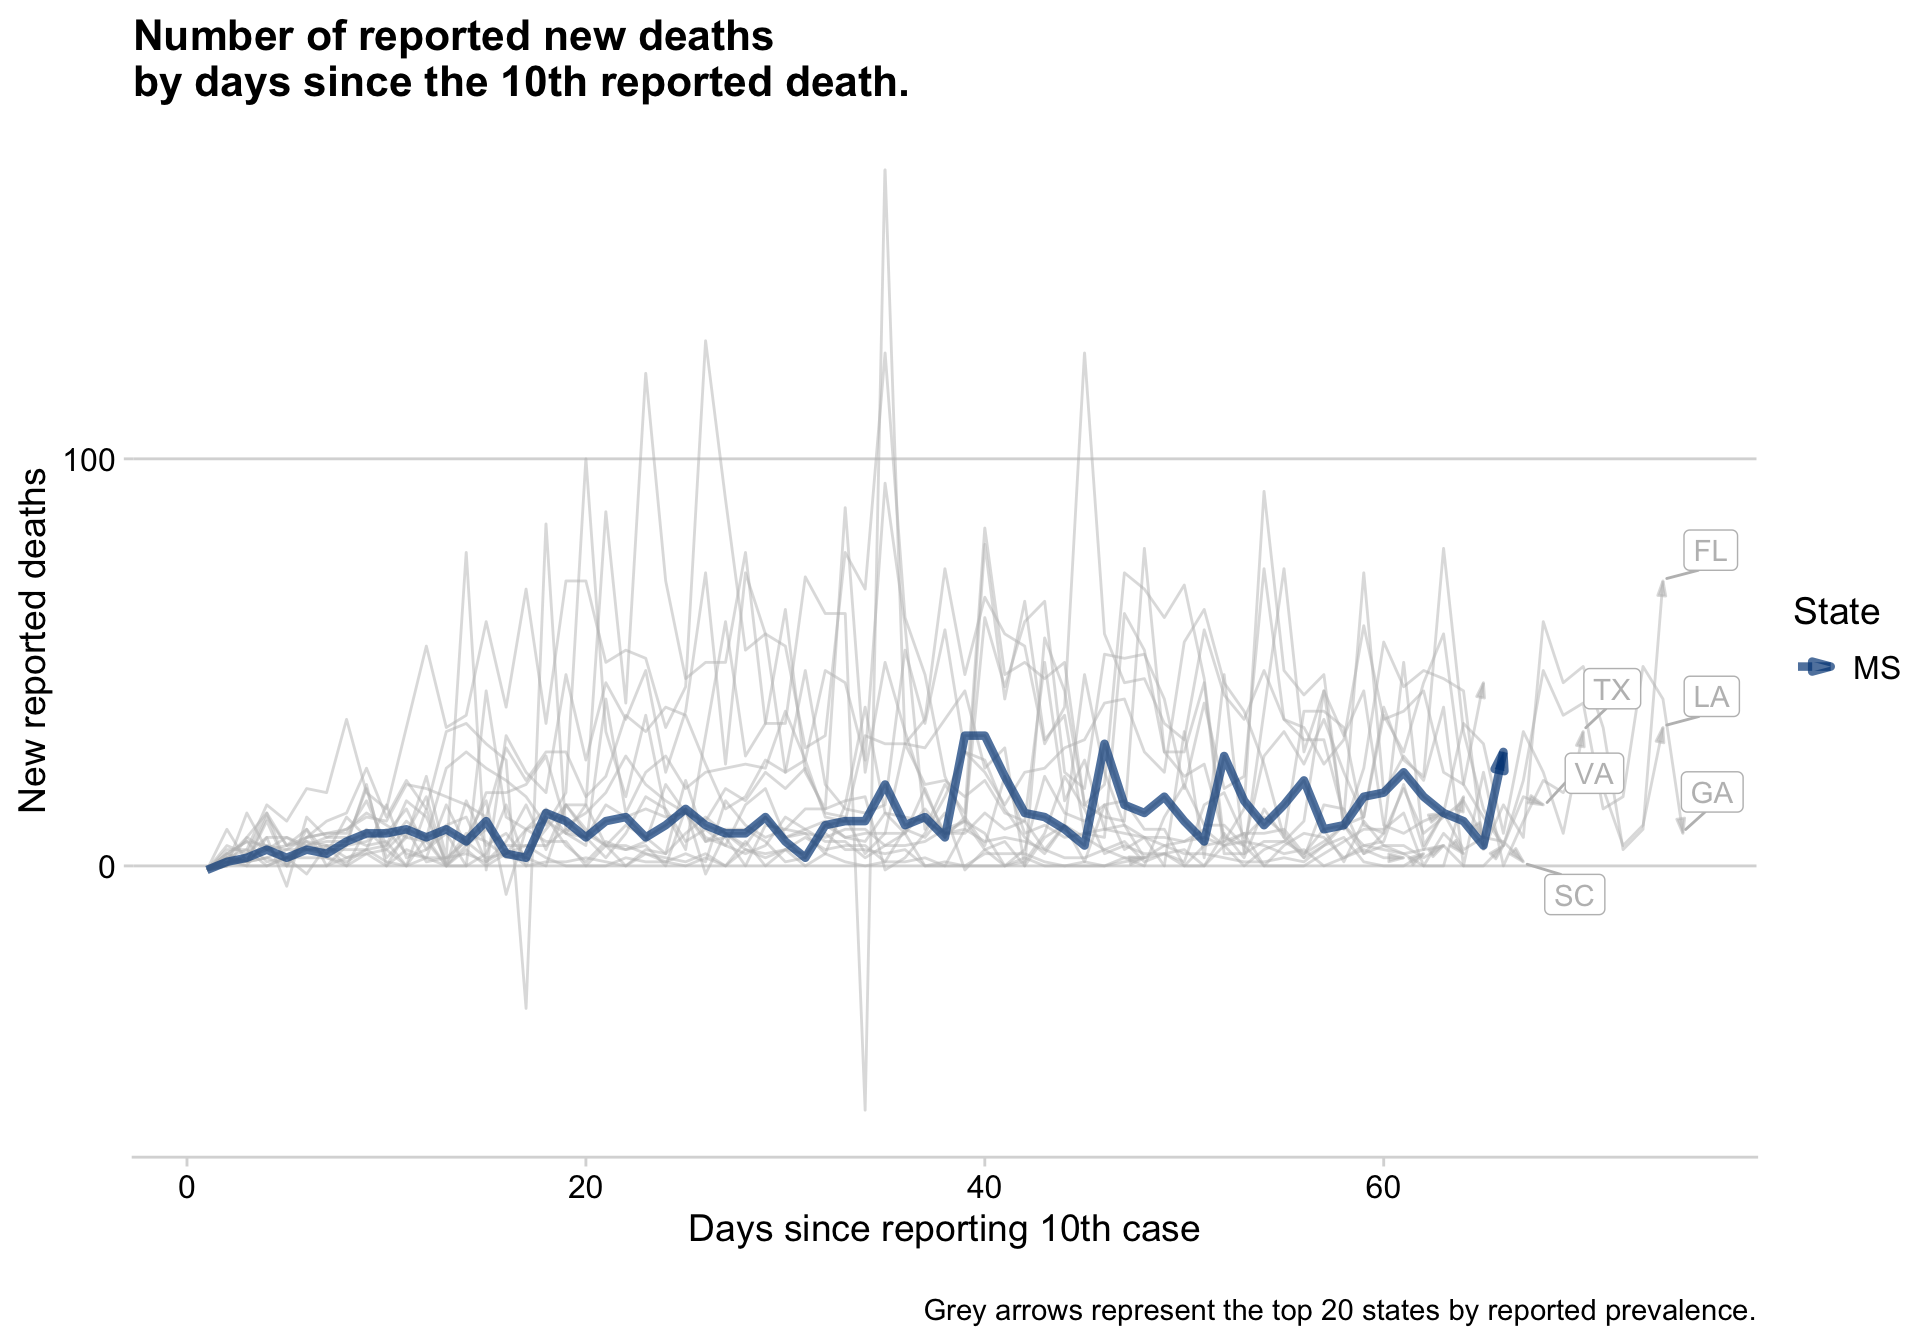 Number of reported new deaths
by days since the 10th reported death.
New reported deaths
100
0
FL
TX
LA
VA
GA
SC
State
MS
0
20
40
60
Days since reporting 10th case
Grey arrows represent the top 20 states by reported prevalence.